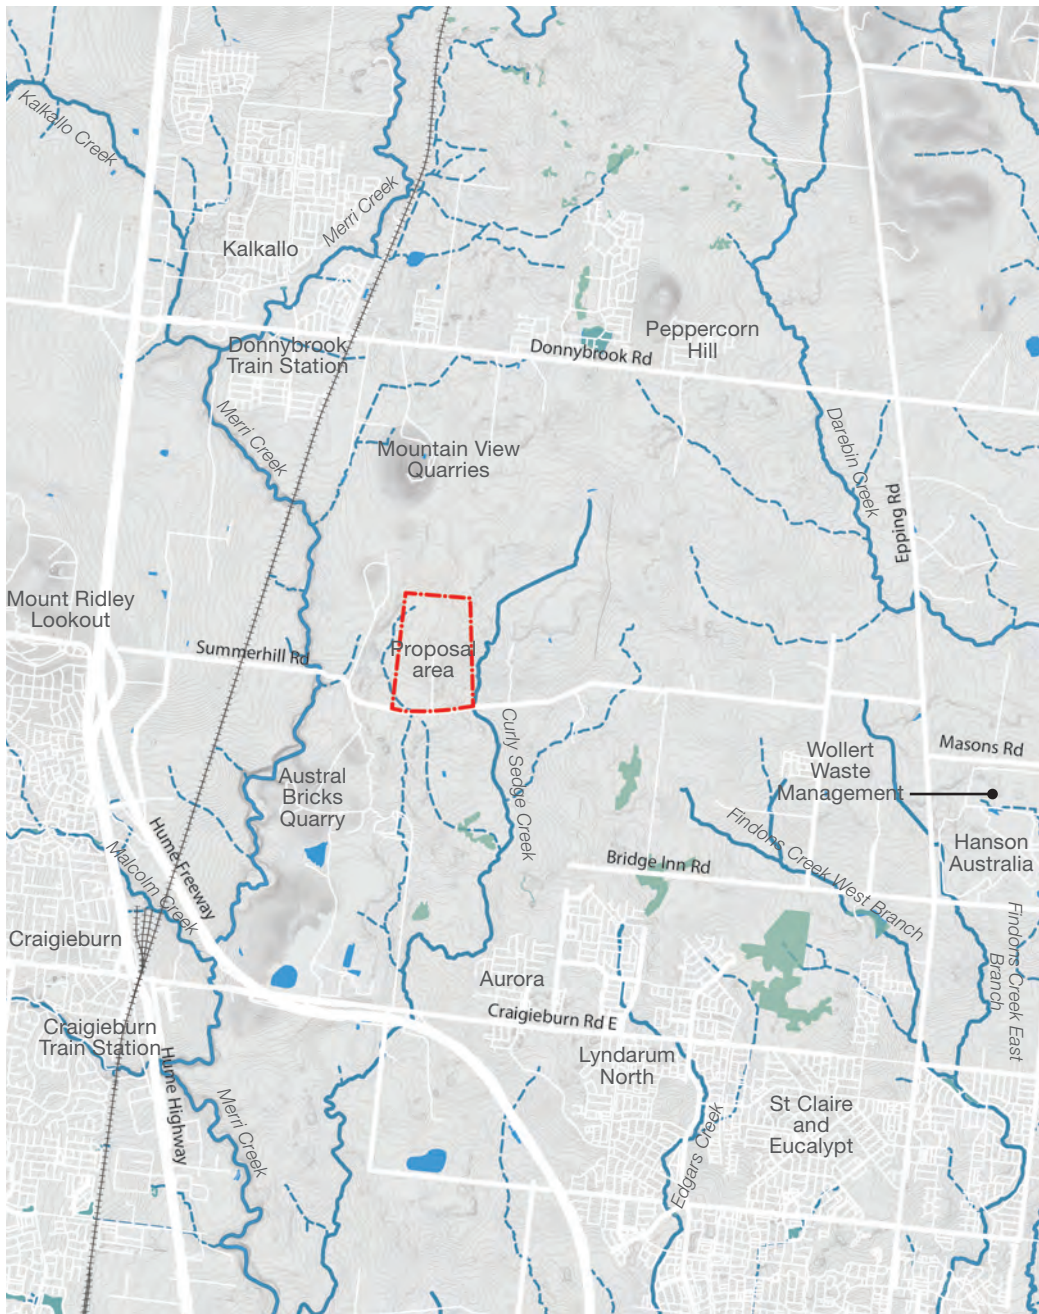 Kalkallo Creek
Merri Creek
Kalkallo
Donnybrook
Train Station
Donnybrook Rd
Peppercorn
Hill
Merri Creek
Mountain View
Quarries
Darebin Creek
Epping Rd
Mount Ridley
Lookout
Summerhill Rd
Proposal
area
Curly Sedge Creek
Masons Rd
Wollert
Waste
Management
Austral
Bricks
Quarry
Hume Freeway
Malcolm Creek
Findons Creek West Branch
Hanson
Australia
Bridge Inn Rd
Craigieburn
Findons Creek East
Branch
Aurora
Craigieburn Rd E
Craigieburn
Train Station
Hume Highway
Lyndarum
North
Merri Creek
Edgars Creek
St Claire
and
Eucalypt